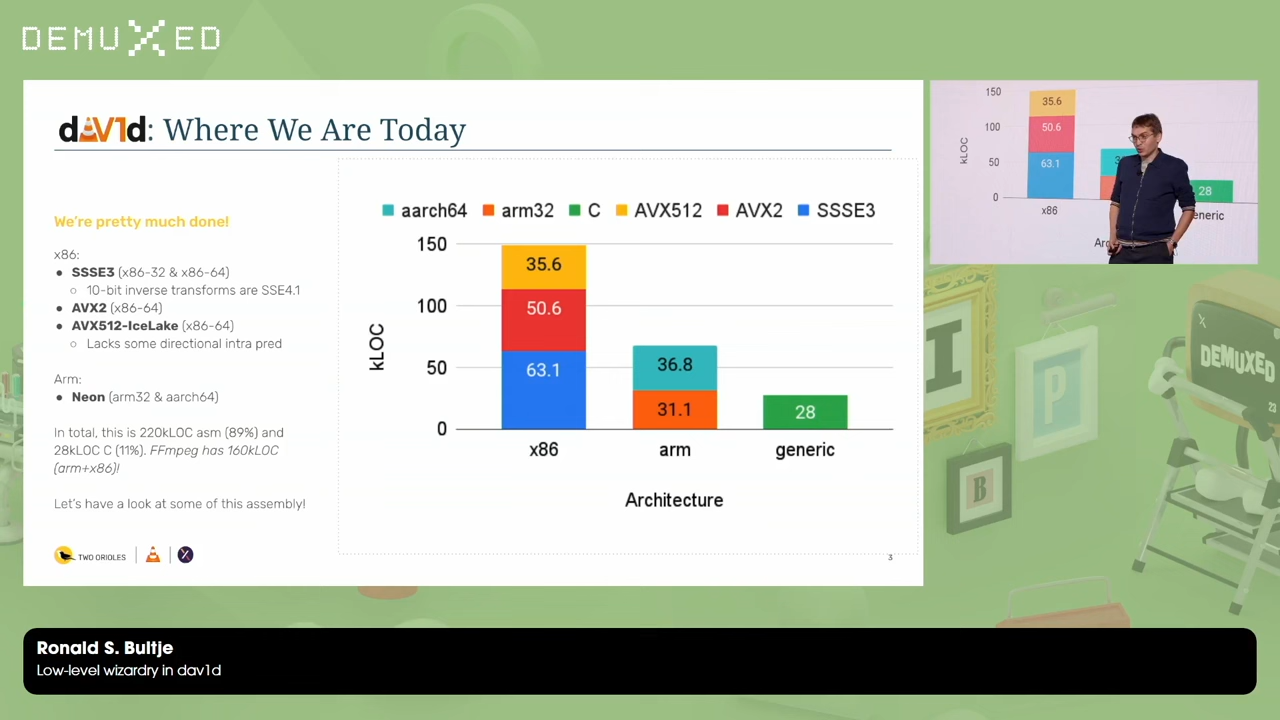 DEMUXED
dAV1d: Where We Are Today
We're pretty much done!
x86:
● SSSE3 (x86-32 & x86-64)
○ 10-bit inverse transforms are SSE4.1
● AVX2 (x86-64)
● AVX512-IceLake (x86-64)
○ Lacks some directional intra pred
Arm:
● Neon (arm32 & aarch64)
In total, this is 220kLOC asm (89%) and
28kLOC C (11%). FFmpeg has 160kLOC
(arm+x86)!
Let's have a look at some of this assembly!
TWO ORIOLES
aarch64 arm32 C AVX512 AVX2 SSSE3
150
100
50
0
kLOC
35.6
50.6
63.1
36.8
31.1
28
x86 arm generic
Architecture
3
150
100
50
0
kLOC
35.6
50.6
63.1
28
x86
I
P
B
DEMUXED
23
Ronald S. Bultje
Low-level wizardry in dav1d